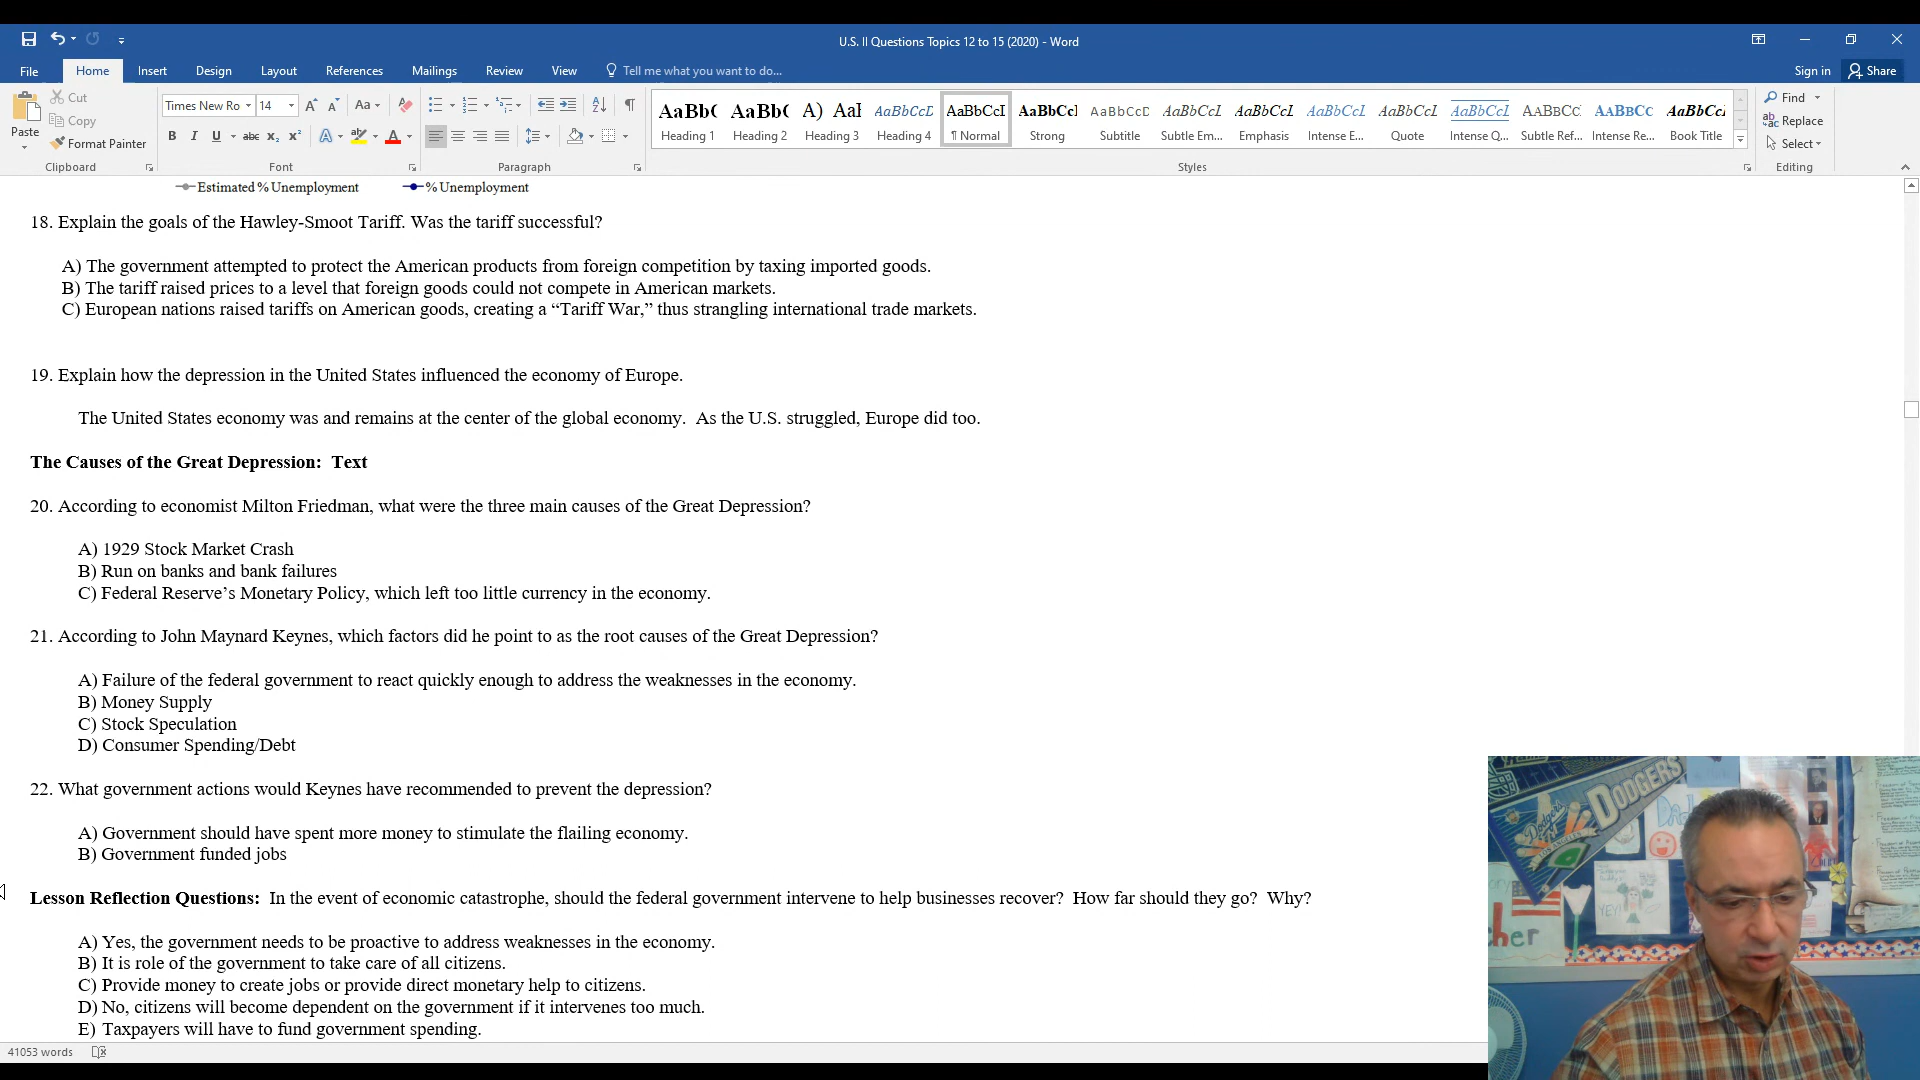 U.S. II Questions Topics 12 to 15 (2020) - Word
File Home Insert Design Layout References Mailings Review View Tell me what you want to do... Sign in Share
Paste Cut Copy Format Painter
Times New Ro 14
AaBb( Heading 1
AaBb( Heading 2
A) AaI Heading 3
AaBbCcD Heading 4
AaBbCcI ¶ Normal
AaBbCcI Strong
AaBbCcD Subtitle
AaBbCcL Subtle Em...
AaBbCcL Emphasis
AaBbCcL Intense E...
AaBbCcL Quote
AaBbCcL Intense Q...
AABBCC Subtle Ref...
AABBCC Intense Re...
AaBbCc Book Title
Find
Replace
Select
Clipboard Font Paragraph Styles Editing
Estimated % Unemployment % Unemployment
18. Explain the goals of the Hawley-Smoot Tariff. Was the tariff successful?
A) The government attempted to protect the American products from foreign competition by taxing imported goods.
B) The tariff raised prices to a level that foreign goods could not compete in American markets.
C) European nations raised tariffs on American goods, creating a “Tariff War,” thus strangling international trade markets.
19. Explain how the depression in the United States influenced the economy of Europe.
The United States economy was and remains at the center of the global economy. As the U.S. struggled, Europe did too.
The Causes of the Great Depression: Text
20. According to economist Milton Friedman, what were the three main causes of the Great Depression?
A) 1929 Stock Market Crash
B) Run on banks and bank failures
C) Federal Reserve’s Monetary Policy, which left too little currency in the economy.
21. According to John Maynard Keynes, which factors did he point to as the root causes of the Great Depression?
A) Failure of the federal government to react quickly enough to address the weaknesses in the economy.
B) Money Supply
C) Stock Speculation
D) Consumer Spending/Debt
22. What government actions would Keynes have recommended to prevent the depression?
A) Government should have spent more money to stimulate the flailing economy.
B) Government funded jobs
Lesson Reflection Questions: In the event of economic catastrophe, should the federal government intervene to help businesses recover? How far should they go? Why?
A) Yes, the government needs to be proactive to address weaknesses in the economy.
B) It is role of the government to take care of all citizens.
C) Provide money to create jobs or provide direct monetary help to citizens.
D) No, citizens will become dependent on the government if it intervenes too much.
E) Taxpayers will have to fund government spending.
41053 words
DODGERS
YEY!